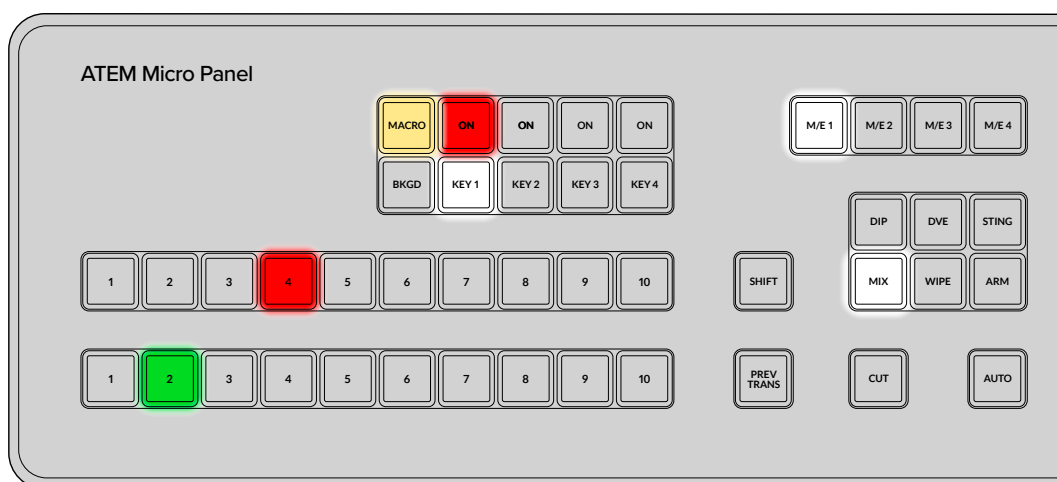 ATEM Micro Panel
MACRO ON ON ON ON
M/E 1 M/E 2 M/E 3 M/E 4
BKGD KEY 1 KEY 2 KEY 3 KEY 4
DIP DVE STING
1 2 3 4 5 6 7 8 9 10
SHIFT
MIX WIPE ARM
1 2 3 4 5 6 7 8 9 10
PREV
TRANS
CUT
AUTO